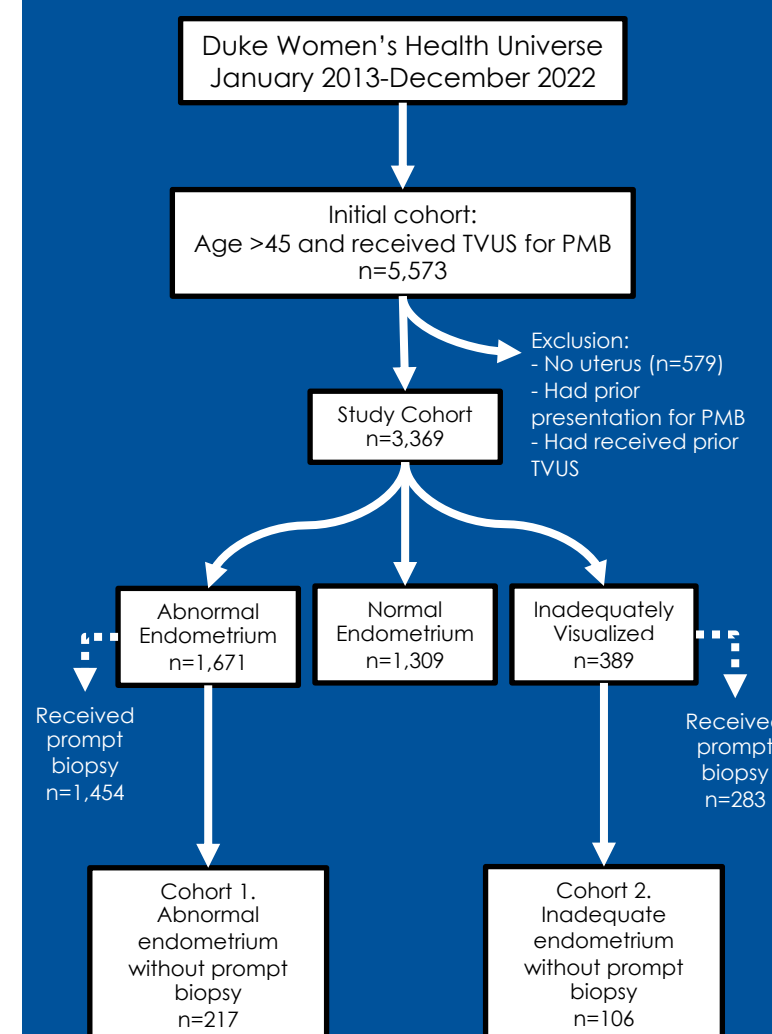 Duke Women's Health Universe
January 2013-December 2022
Initial cohort:
Age >45 and received TVUS for PMB
n=5,573
Exclusion:
- No uterus (n=579)
- Had prior
presentation for PMB
- Had received prior
TVUS
Study Cohort
n=3,369
Abnormal
Endometrium
n=1,671
Normal
Endometrium
n=1,309
Inadequately
Visualized
n=389
Received
prompt
biopsy
n=1,454
Received
prompt
biopsy
n=283
Cohort 1.
Abnormal
endometrium
without prompt
biopsy
n=217
Cohort 2.
Inadequate
endometrium
without prompt
biopsy
n=106